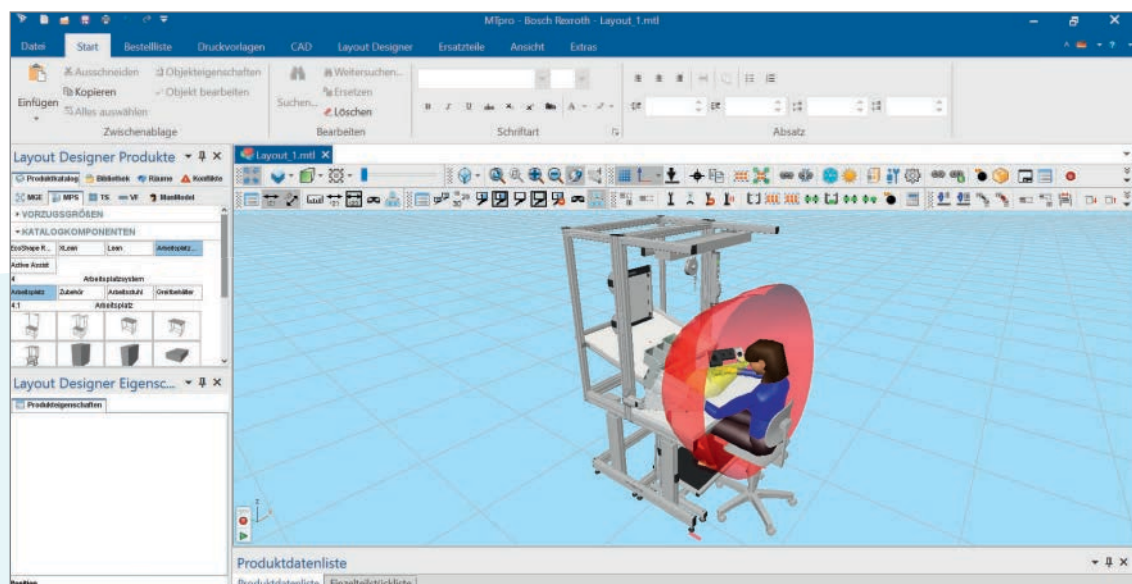 MTpro - Bosch Rexroth - Layout_1.mtl
Datei Start Bestellliste Druckvorlagen CAD Layout Designer Ersatzteile Ansicht Extras
Ausschneiden Objekteigenschaften Weitersuchen...
Einfügen Kopieren Objekt bearbeiten Suchen... Ersetzen
Alles auswählen Löschen
Zwischenablage Bearbeiten Schriftart Absatz
Layout Designer Produkte
Layout_1.mtl
Produktkatalog Bibliothek Räume Konflikte
MGE MPS TS VF ManModel
VORZUGSGRÖßEN
KATALOGKOMPONENTEN
EcoShape R... XLean Lean Arbeitsplatz...
Active Assist
4 Arbeitsplatzsystem
Arbeitsplatz Zubehör Arbeitsstuhl Greifbehälter
4.1 Arbeitsplatz
Layout Designer Eigensc...
Produkteigenschaften
Produktdatenliste
Produktdatenliste Einzelteilstückliste
Position